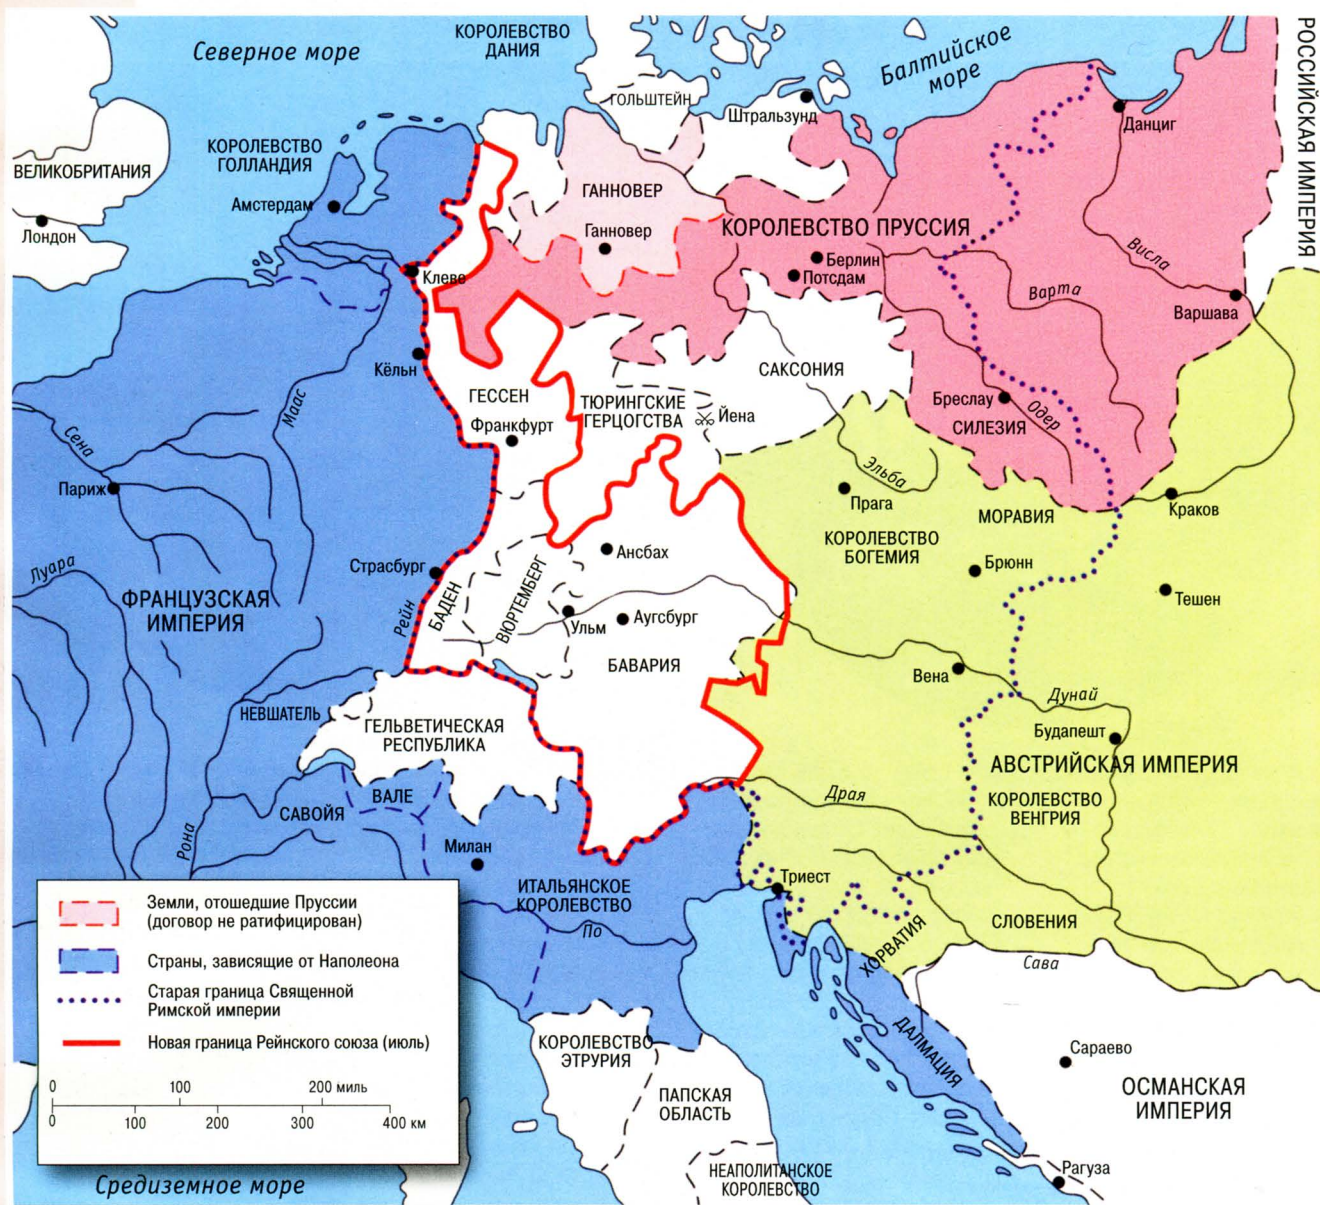 Северное море
КОРОЛЕВСТВО
ДАНИЯ
Балтийское
море
РОССИЙСКАЯ ИМПЕРИЯ
ГОЛЬШТЕЙН
Штральзунд
Данциг
КОРОЛЕВСТВО
ГОЛЛАНДИЯ
ВЕЛИКОБРИТАНИЯ
Амстердам
Лондон
ГАННОВЕР
Ганновер
КОРОЛЕВСТВО ПРУССИЯ
Берлин
Потсдам
Висла
Варта
Варшава
Клеве
Кёльн
Маас
ГЕССЕН
Франкфурт
ТЮРИНГСКИЕ
ГЕРЦОГСТВА
Йена
САКСОНИЯ
Бреслау
СИЛЕЗИЯ
Одер
Сена
Париж
Эльба
Прага
МОРАВИЯ
Краков
КОРОЛЕВСТВО
БОГЕМИЯ
Брюнн
Тешен
Луара
ФРАНЦУЗСКАЯ
ИМПЕРИЯ
Страсбург
Рейн
БАДЕН
ВЮРТЕМБЕРГ
Ансбах
Ульм
Аугсбург
БАВАРИЯ
Вена
Дунай
Будапешт
АВСТРИЙСКАЯ ИМПЕРИЯ
КОРОЛЕВСТВО
ВЕНГРИЯ
НЕВШАТЕЛЬ
ГЕЛЬВЕТИЧЕСКАЯ
РЕСПУБЛИКА
Драя
САВОЙЯ
ВАЛЕ
Рона
Милан
ИТАЛЬЯНСКОЕ
КОРОЛЕВСТВО
По
Триест
ХОРВАТИЯ
СЛОВЕНИЯ
Сава
ДАЛМАЦИЯ
Сараево
ОСМАНСКАЯ
ИМПЕРИЯ
Рагуза
КОРОЛЕВСТВО
ЭТРУРИЯ
ПАПСКАЯ
ОБЛАСТЬ
НЕАПОЛИТАНСКОЕ
КОРОЛЕВСТВО
Земли, отошедшие Пруссии
(договор не ратифицирован)
Страны, зависящие от Наполеона
Старая граница Священной
Римской империи
Новая граница Рейнского союза (июль)
0 100 200 миль
0 100 200 300 400 км
Средиземное море